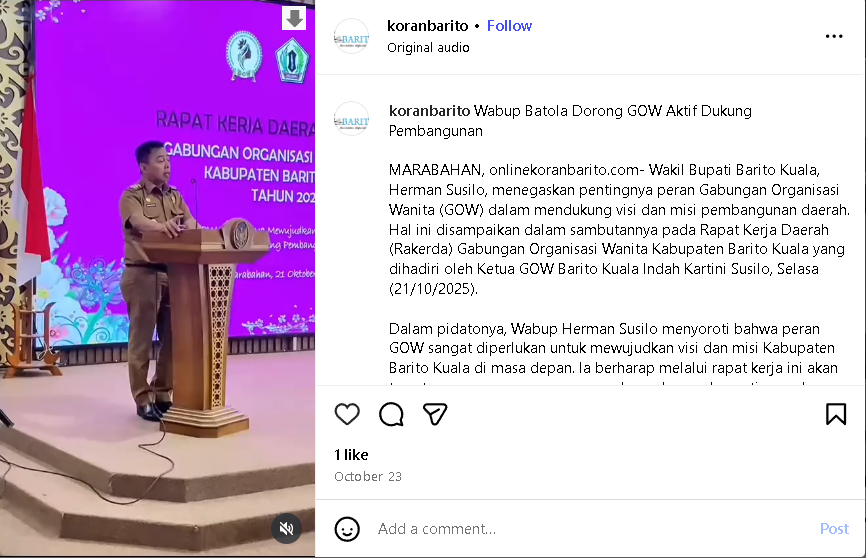 koranbarito • Follow
Original audio
koranbarito Wabup Batola Dorong GOW Aktif Dukung
Pembangunan
MARABAHAN, onlinekoranbarito.com- Wakil Bupati Barito Kuala,
Herman Susilo, menegaskan pentingnya peran Gabungan Organisasi
Wanita (GOW) dalam mendukung visi dan misi pembangunan daerah.
Hal ini disampaikan dalam sambutannya pada Rapat Kerja Daerah
(Rakerda) Gabungan Organisasi Wanita Kabupaten Barito Kuala yang
dihadiri oleh Ketua GOW Barito Kuala Indah Kartini Susilo, Selasa
(21/10/2025).
Dalam pidatonya, Wabup Herman Susilo menyoroti bahwa peran
GOW sangat diperlukan untuk mewujudkan visi dan misi Kabupaten
Barito Kuala di masa depan. Ia berharap melalui rapat kerja ini akan
1 like
October 23
Add a comment...
Post
RAPAT KERJA DAERA
GABUNGAN ORGANISASI
KABUPATEN BARIT
TAHUN 202
Mewujudkan
Pembang
arabahan, 21 Oktober